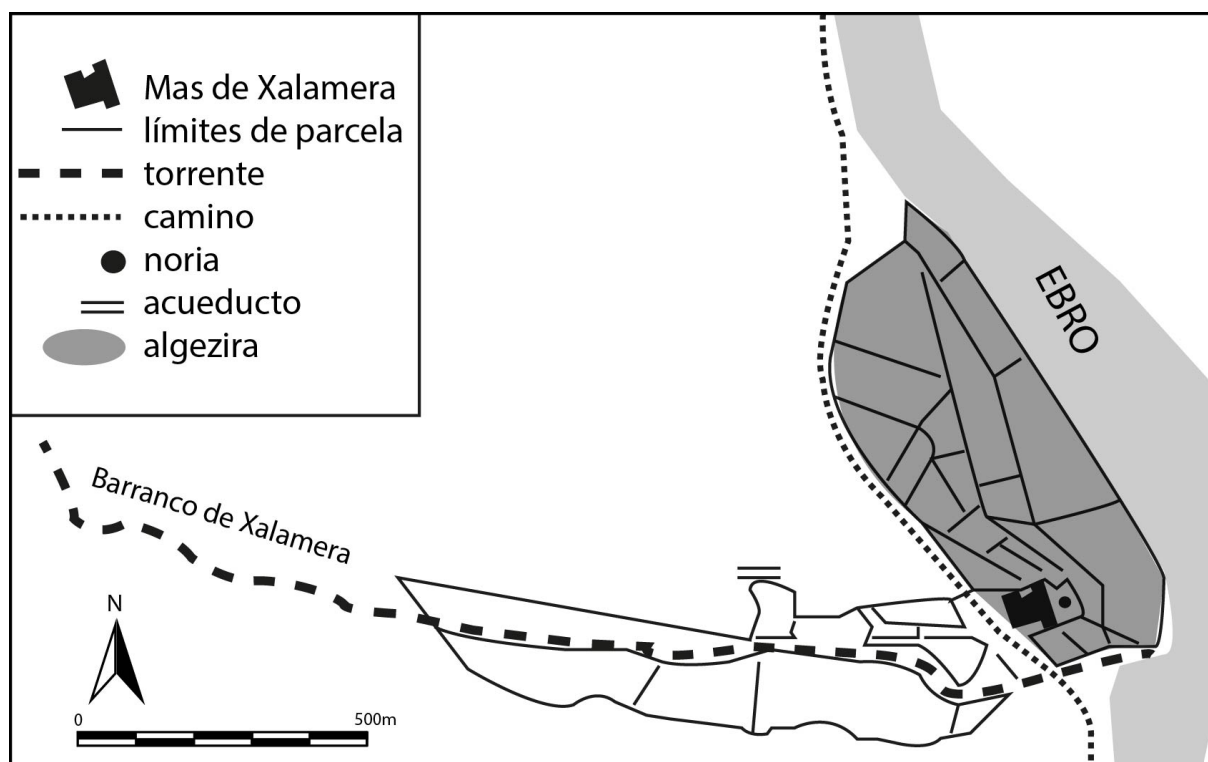 Mas de Xalamera
límites de parcela
torrente
camino
noria
acueducto
algezira
EBRO
Barranco de Xalamera
N
0 500m